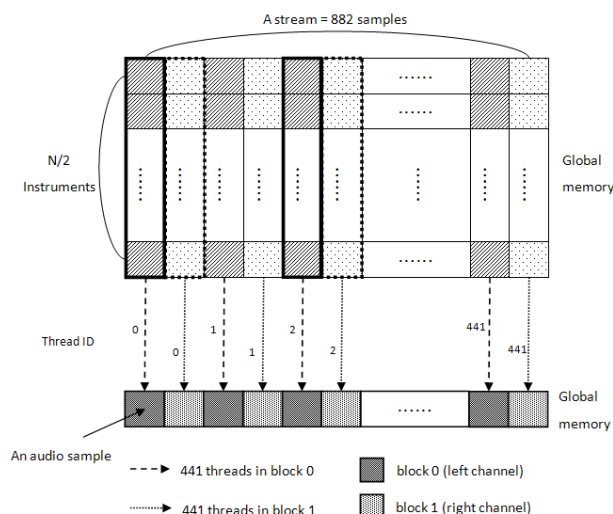 A stream = 882 samples
......
......
N/2
Instruments
......
......
......
......
......
......
......
......
Global
memory
......
Thread ID
0
0
1
1
2
2
441
441
......
Global
memory
An audio sample
441 threads in block 0
block 0 (left channel)
441 threads in block 1
block 1 (right channel)